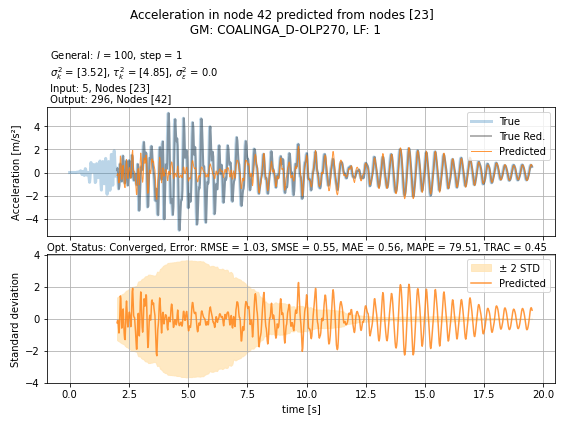 Acceleration in node 42 predicted from nodes [23]
GM: COALINGA_D-OLP270, LF: 1
General: l = 100, step = 1
σ²ₖ = [3.52], τ²ₖ = [4.85], σ²ε = 0.0
Input: 5, Nodes [23]
Output: 296, Nodes [42]
True
True Red.
Predicted
Acceleration [m/s²]
4
2
0
−2
−4
Opt. Status: Converged, Error: RMSE = 1.03, SMSE = 0.55, MAE = 0.56, MAPE = 79.51, TRAC = 0.45
± 2 STD
Predicted
Standard deviation
4
2
0
−2
−4
0.0 2.5 5.0 7.5 10.0 12.5 15.0 17.5 20.0
time [s]